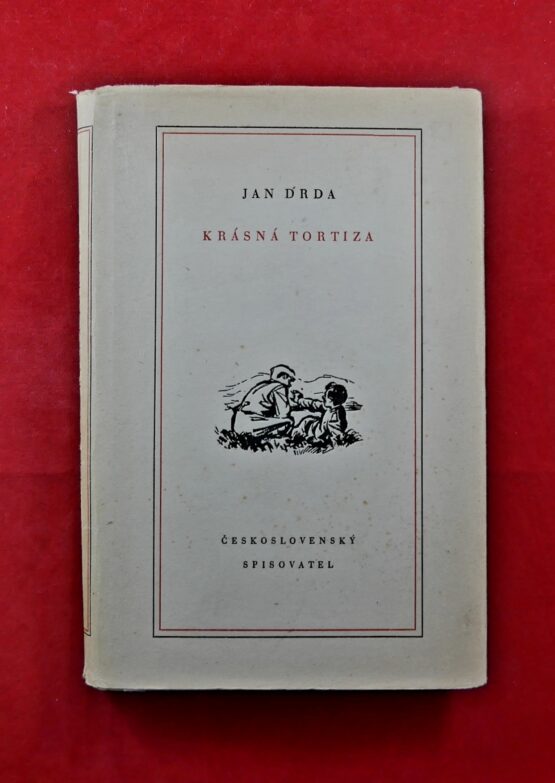 JAN DRDA
KRÁSNÁ TORTIZA
ČESKOSLOVENSKÝ
SPISOVATEL